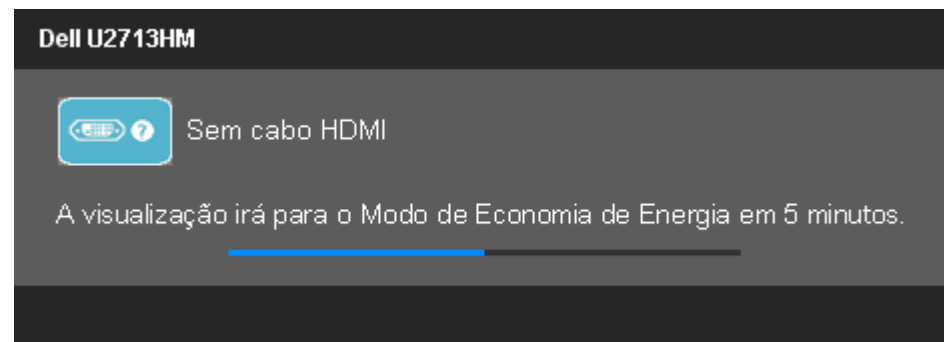 Dell U2713HM
Sem cabo HDMI
A visualização irá para o Modo de Economia de Energia em 5 minutos.